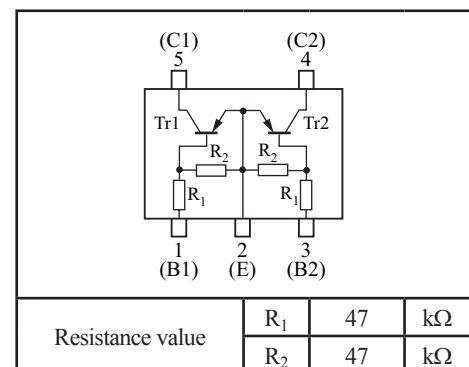 (C1) (C2)
5 4
Tr1 Tr2
R2 R2
R1 R1
1 2 3
(B1) (E) (B2)
Resistance value R1 47 kΩ
R2 47 kΩ